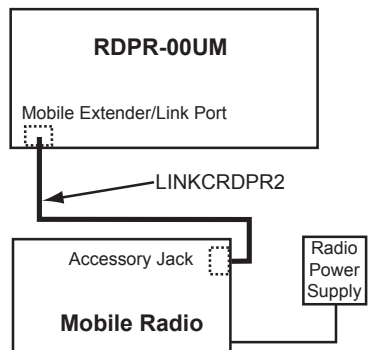 RDPR-00UM
Mobile Extender/Link Port
LINKCRDPR2
Accessory Jack
Radio
Power
Supply
Mobile Radio